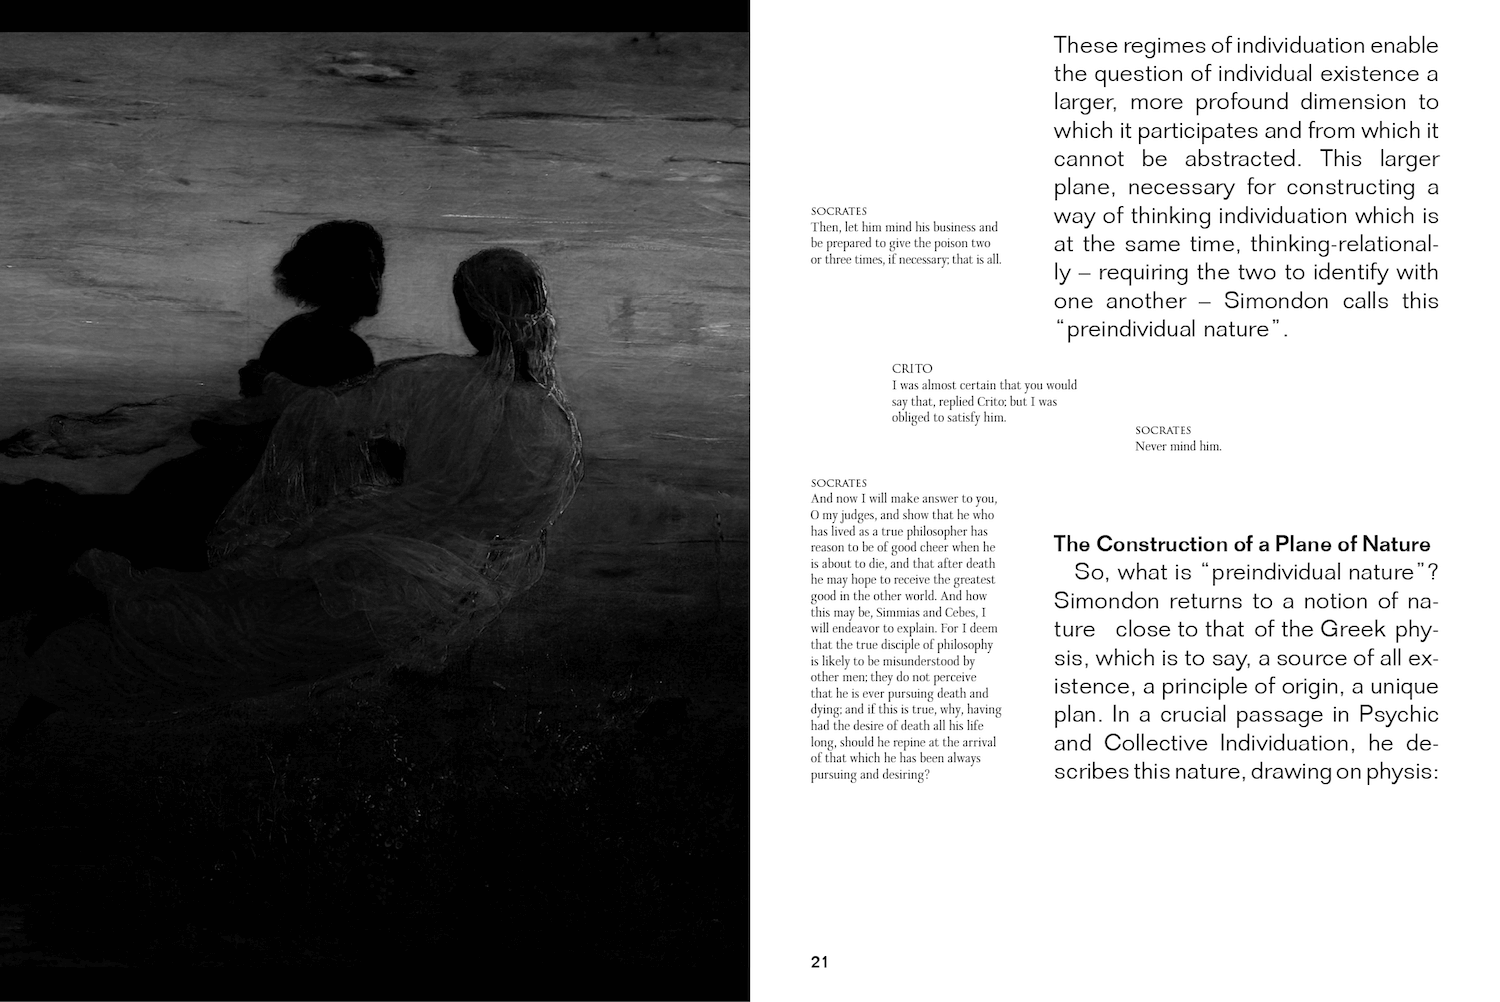 These regimes of individuation enable
the question of individual existence a
larger, more profound dimension to
which it participates and from which it
cannot be abstracted. This larger
plane, necessary for constructing a
way of thinking individuation which is
at the same time, thinking-relational-
ly – requiring the two to identify with
one another – Simondon calls this
“preindividual nature”.
SOCRATES
Then, let him mind his business and
be prepared to give the poison two
or three times, if necessary; that is all.
CRITO
I was almost certain that you would
say that, replied Crito; but I was
obliged to satisfy him.
SOCRATES
Never mind him.
SOCRATES
And now I will make answer to you,
O my judges, and show that he who
has lived as a true philosopher has
reason to be of good cheer when he
is about to die, and that after death
he may hope to receive the greatest
good in the other world. And how
this may be, Simmias and Cebes, I
will endeavor to explain. For I deem
that the true disciple of philosophy
is likely to be misunderstood by
other men; they do not perceive
that he is ever pursuing death and
dying; and if this is true, why, having
had the desire of death all his life
long, should he repine at the arrival
of that which he has been always
pursuing and desiring?
The Construction of a Plane of Nature
So, what is “preindividual nature”?
Simondon returns to a notion of na-
ture close to that of the Greek phy-
sis, which is to say, a source of all ex-
istence, a principle of origin, a unique
plan. In a crucial passage in Psychic
and Collective Individuation, he de-
scribes this nature, drawing on physis:
21